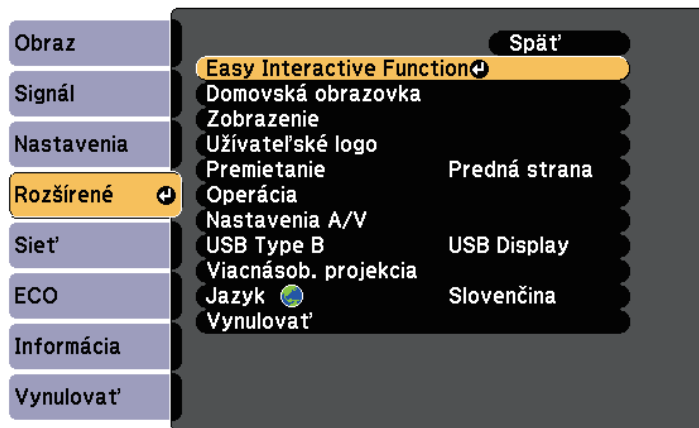 Obraz
Signál
Nastavenia
Rozšírené
Sieť
ECO
Informácia
Vynulovať
Späť
Easy Interactive Function
Domovská obrazovka
Zobrazenie
Užívateľské logo
Premietanie Predná strana
Operácia
Nastavenia A/V
USB Type B USB Display
Viacnásob. projekcia
Jazyk Slovenčina
Vynulovať